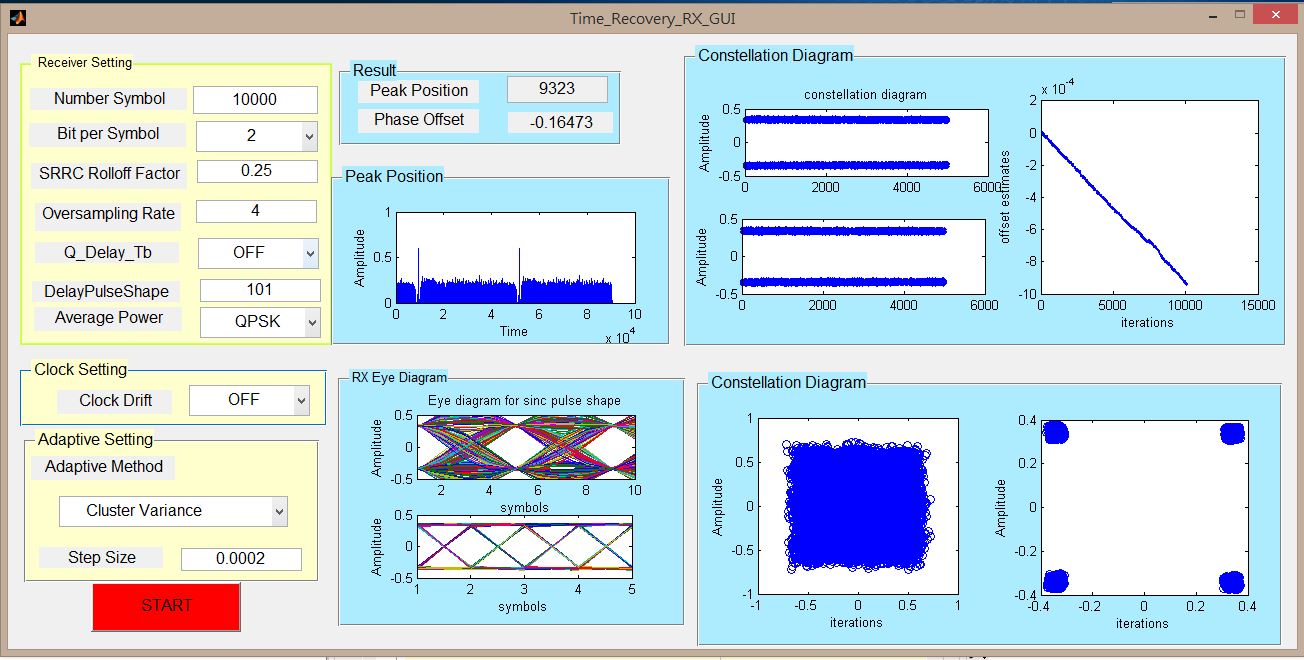 Time_Recovery_RX_GUI
Receiver Setting
Number Symbol 10000
Bit per Symbol 2
SRRC Rolloff Factor 0.25
Oversampling Rate 4
Q_Delay_Tb OFF
DelayPulseShape 101
Average Power QPSK
Clock Setting
Clock Drift OFF
Adaptive Setting
Adaptive Method
Cluster Variance
Step Size 0.0002
START
Result
Peak Position 9323
Phase Offset -0.16473
Peak Position
Amplitude
1
0.5
0
0 2 4 6 8 10
Time
x 10^4
RX Eye Diagram
Eye diagram for sinc pulse shape
Amplitude
0.5
0
-0.5
2 4 6 8 10
symbols
Amplitude
0.5
0
-0.5
1 2 3 4 5
symbols
Constellation Diagram
constellation diagram
Amplitude
0.5
0
-0.5
0 2000 4000 6000
Amplitude
0.5
0
-0.5
0 2000 4000 6000
x 10^-4
offset estimates
2
0
-2
-4
-6
-8
-10
0 5000 10000 15000
iterations
Constellation Diagram
Amplitude
1
0.5
0
-0.5
-1
-1 -0.5 0 0.5 1
iterations
Amplitude
0.4
0.2
0
-0.2
-0.4
-0.4 -0.2 0 0.2 0.4
iterations